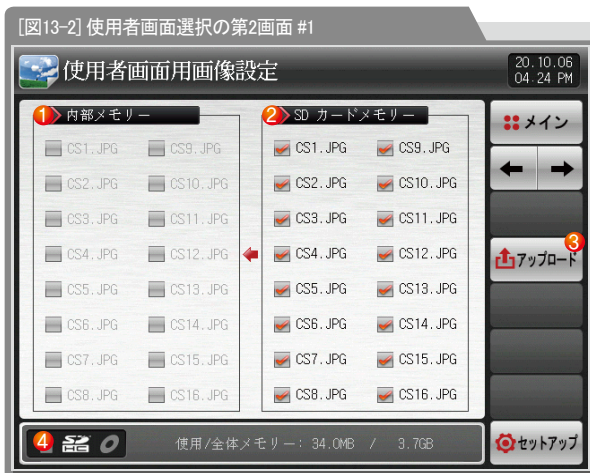 [図13-2] 使用者画面選択の第2画面 #1
使用者画面用画像設定
20.10.06
04:24 PM
1 内部メモリー
CS1.JPG CS9.JPG
CS2.JPG CS10.JPG
CS3.JPG CS11.JPG
CS4.JPG CS12.JPG
CS5.JPG CS13.JPG
CS6.JPG CS14.JPG
CS7.JPG CS15.JPG
CS8.JPG CS16.JPG
2 SD カードメモリー
CS1.JPG CS9.JPG
CS2.JPG CS10.JPG
CS3.JPG CS11.JPG
CS4.JPG CS12.JPG
CS5.JPG CS13.JPG
CS6.JPG CS14.JPG
CS7.JPG CS15.JPG
CS8.JPG CS16.JPG
メイン
3
アップロード
セットアップ
4 SD HC
使用/全体メモリー: 34.0MB / 3.7GB